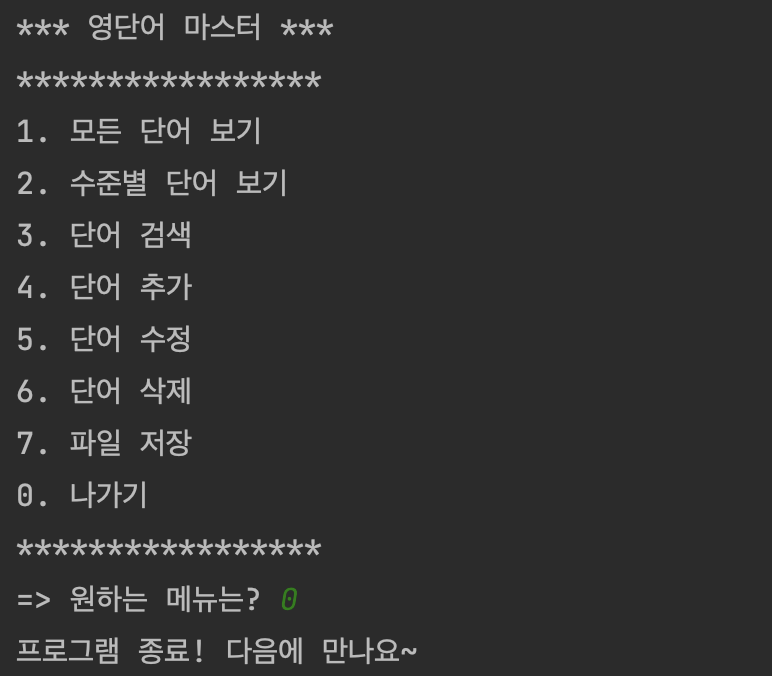 *** 영단어 마스터 ***
*****************
1. 모든 단어 보기
2. 수준별 단어 보기
3. 단어 검색
4. 단어 추가
5. 단어 수정
6. 단어 삭제
7. 파일 저장
0. 나가기
*****************
=> 원하는 메뉴는? 0
프로그램 종료! 다음에 만나요~